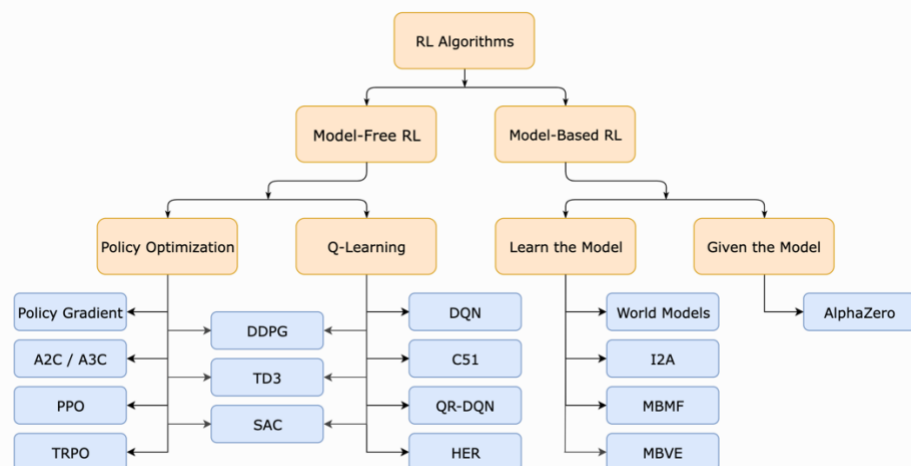 RL Algorithms
Model-Free RL
Model-Based RL
Policy Optimization
Q-Learning
Learn the Model
Given the Model
Policy Gradient
DDPG
DQN
World Models
AlphaZero
A2C / A3C
TD3
C51
I2A
PPO
SAC
QR-DQN
MBMF
TRPO
HER
MBVE